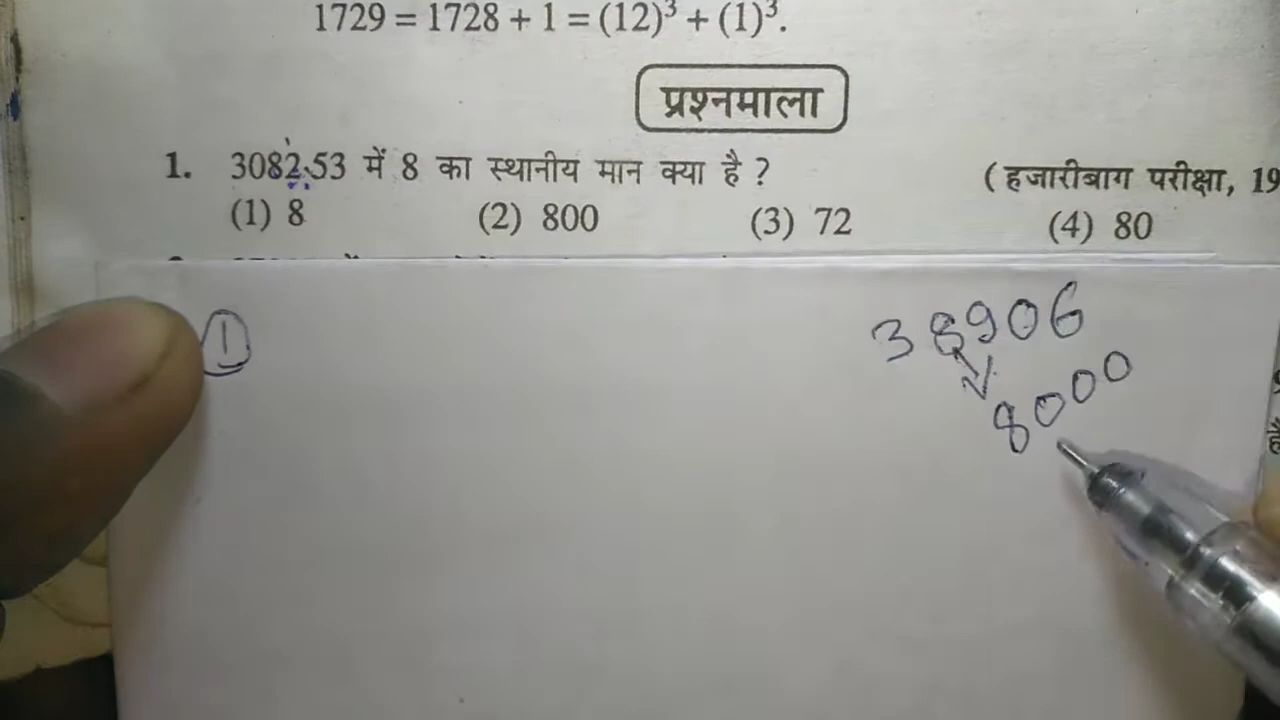 1729 = 1728 + 1 = (12)³ + (1)³.
प्रश्नमाला
1. 3082.53 में 8 का स्थानीय मान क्या है ? (हजारीबाग परीक्षा, 19
(1) 8 (2) 800 (3) 72 (4) 80
1
38906
8000